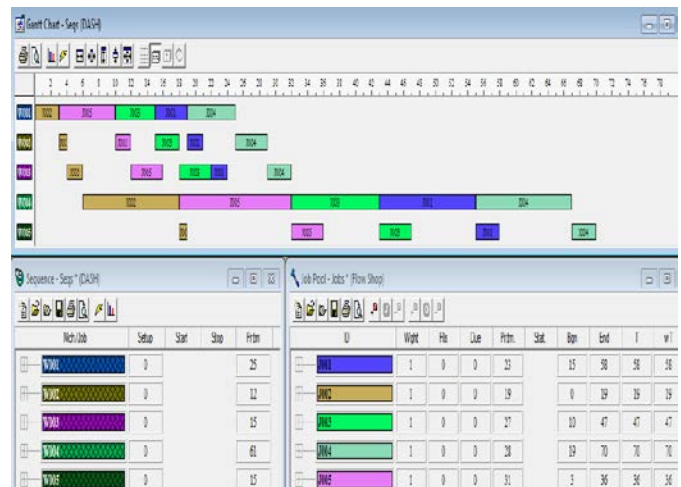 Gantt Chart - Seqs (DASH)
2 4 6 8 10 12 14 16 18 20 22 24 26 28 30 32 34 36 38 40 42 44 46 48 50 52 54 56 58 60 62 64 66 68 70 72 74 76 78
W001 J002 J005 J003 J001 J004
W002 J003 J004
W003 J002 J005 J003 J004
W004 J002 J005 J003 J001 J004
W005 J005 J003 J001 J004
Sequence - Seqs * (DASH)
Mch/Job Setup Start Stop Pr.tm
W001 0 25
W002 0 12
W003 0 15
W004 0 61
W005 0 15
Job Pool - Jobs * (Flow Shop)
ID Wght Rls Due Pr.tm. Stat. Bgn End T wT
J001 1 0 0 23 15 58 58 58
J002 1 0 0 19 0 19 19 19
J003 1 0 0 27 10 47 47 47
J004 1 0 0 28 19 70 70 70
J005 1 0 0 31 3 36 36 36